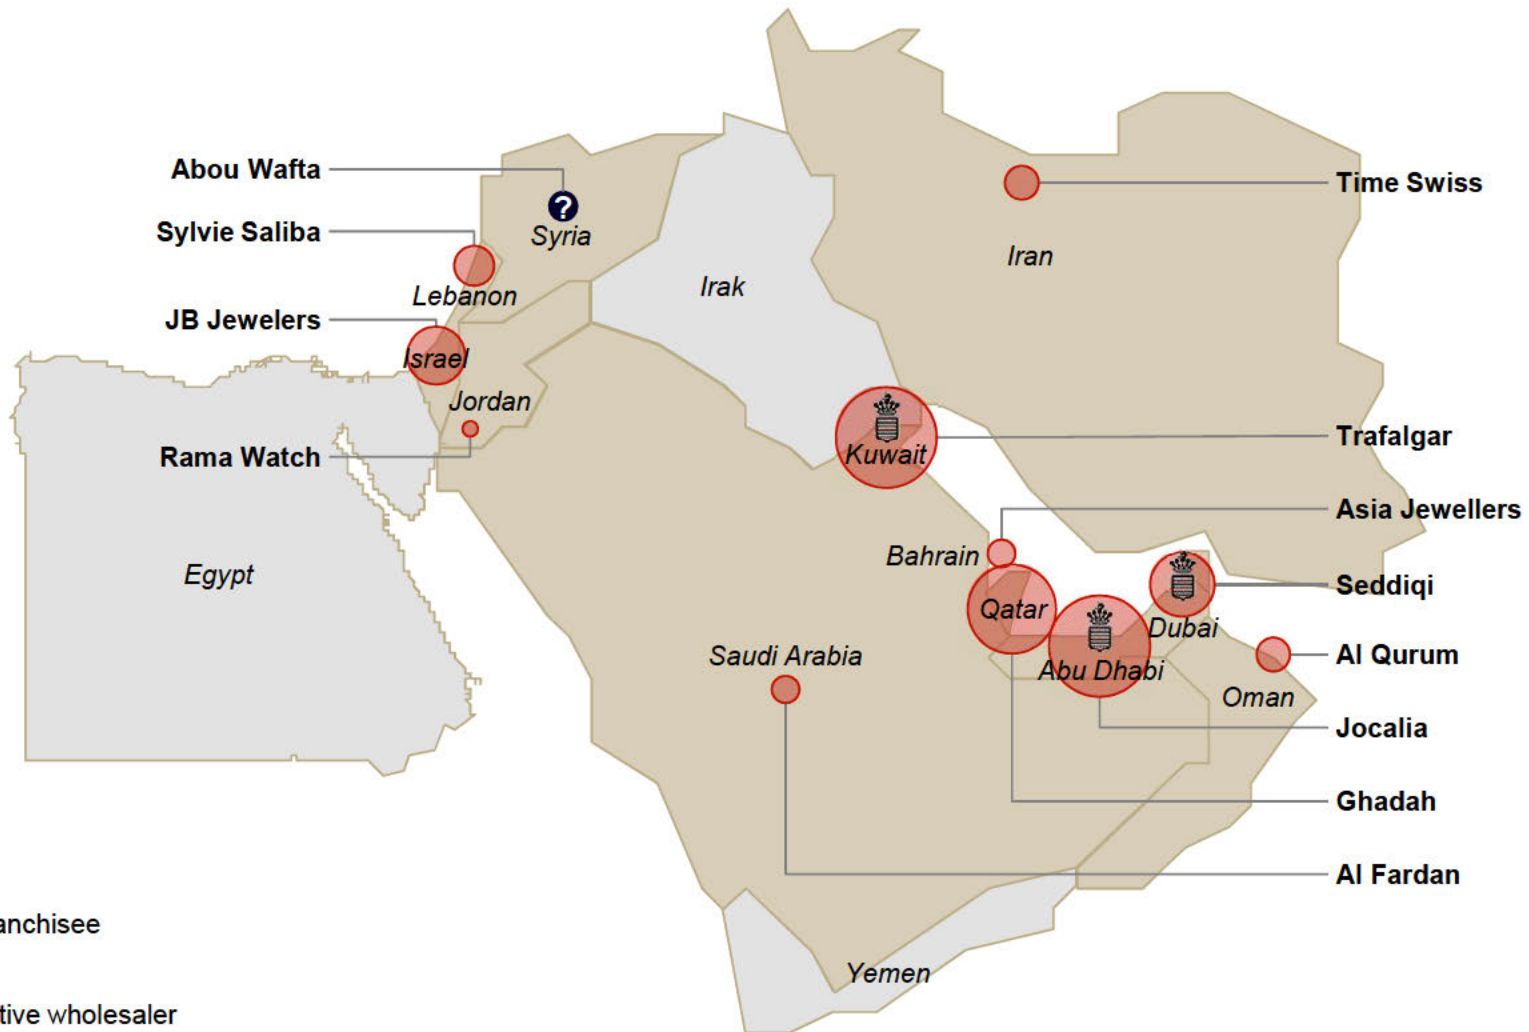 Abou Wafta
Time Swiss
?
Sylvie Saliba
Syria
Iran
Irak
Lebanon
JB Jewelers
Israel
Jordan
Trafalgar
Rama Watch
Kuwait
Asia Jewellers
Bahrain
Egypt
Seddiqi
Qatar
Dubai
Saudi Arabia
Al Qurum
Abu Dhabi
Oman
Jocalia
Ghadah
Al Fardan
anchisee
Yemen
tive wholesaler